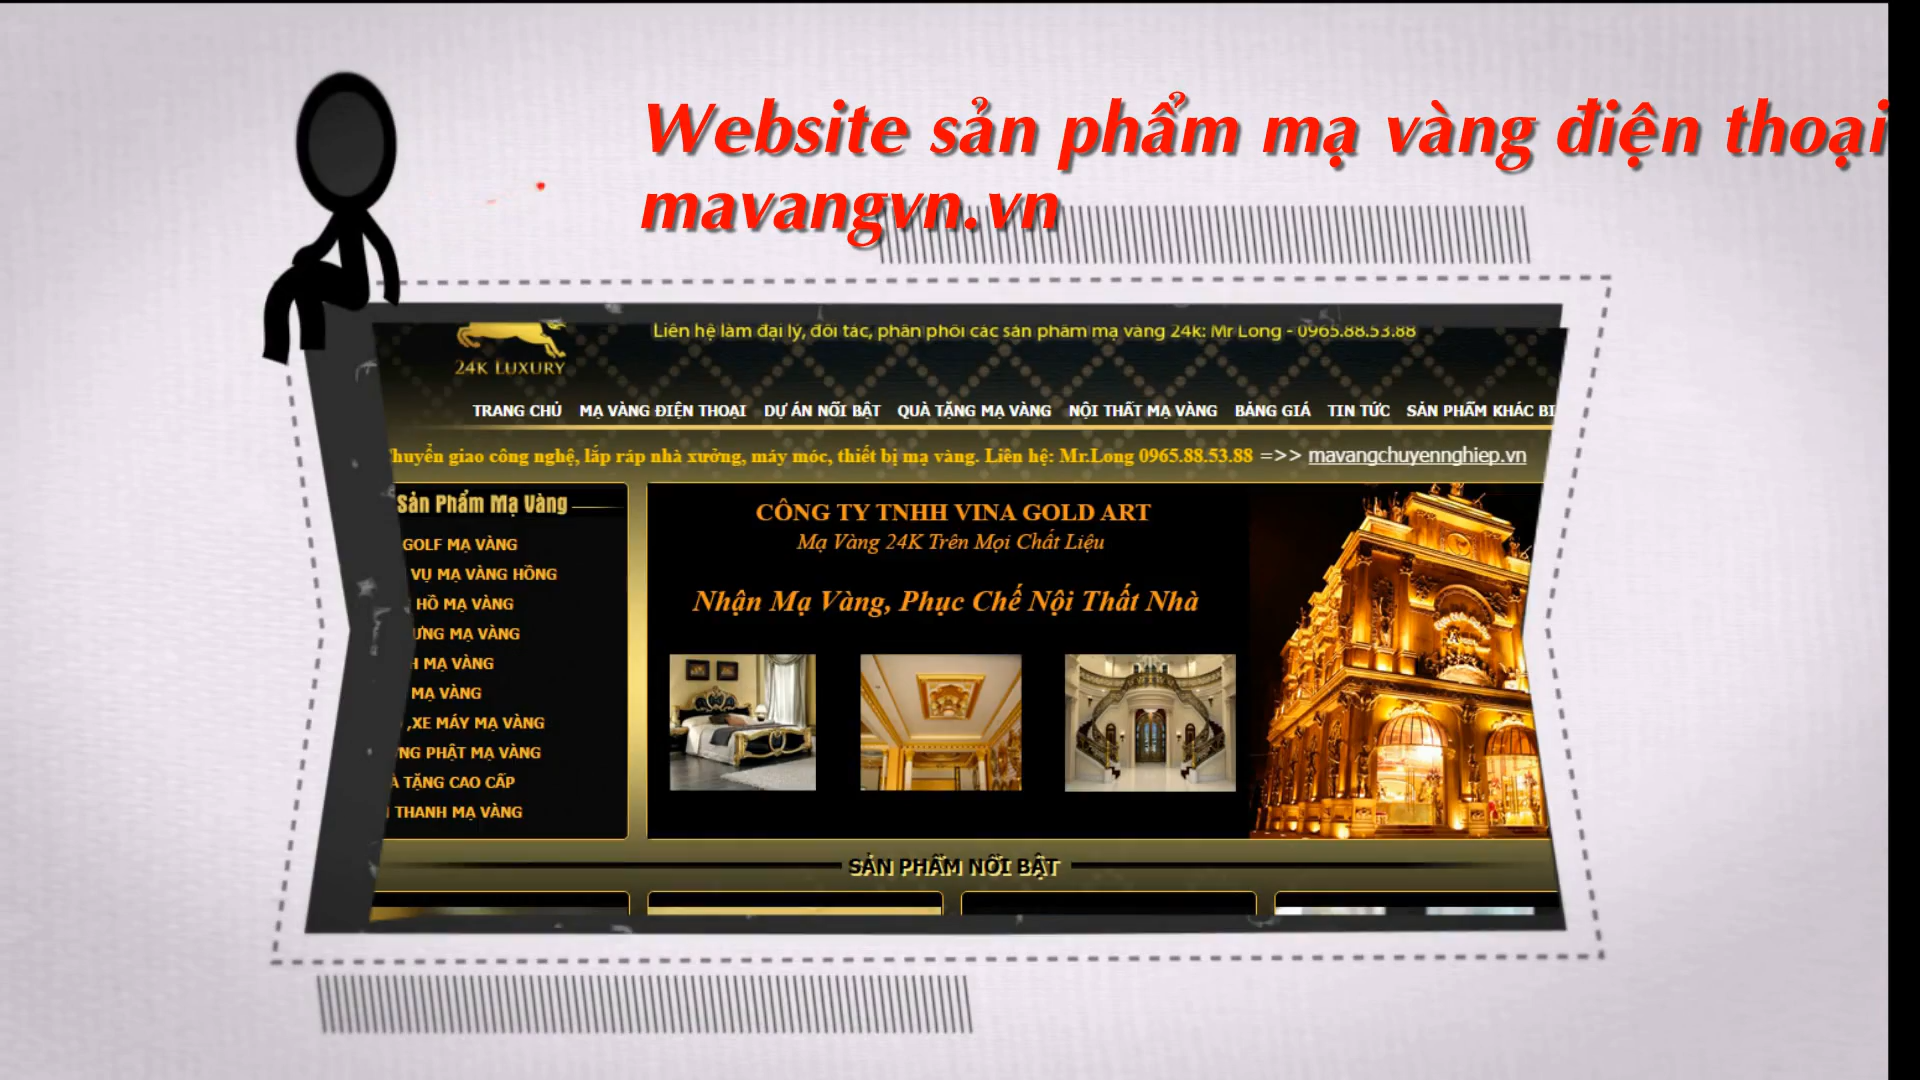 Website sản phẩm mạ vàng điện thoại
mavangvn.vn
24K LUXURY
Liên hệ làm đại lý, đối tác, phân phối các sản phẩm mạ vàng 24k: Mr Long - 0965.88.53.88
TRANG CHỦ MẠ VÀNG ĐIỆN THOẠI DỰ ÁN NỔI BẬT QUÀ TẶNG MẠ VÀNG NỘI THẤT MẠ VÀNG BẢNG GIÁ TIN TỨC SẢN PHẨM KHÁC
giao công nghệ, lắp ráp nhà xưởng, máy móc, thiết bị mạ vàng. Liên hệ: Mr.Long 0965.88.53.88 =>> mavangchuyennghiep.vn
Sản Phẩm Mạ Vàng
GOLF MẠ VÀNG
VỤ MẠ VÀNG HỒNG
HỒ MẠ VÀNG
MẠ VÀNG
MẠ VÀNG
MẠ VÀNG
,XE MÁY MẠ VÀNG
PHẬT MẠ VÀNG
TẶNG CAO CẤP
THANH MẠ VÀNG
CÔNG TY TNHH VINA GOLD ART
Mạ Vàng 24K Trên Mọi Chất Liệu
Nhận Mạ Vàng, Phục Chế Nội Thất Nhà
SẢN PHẨM NỔI BẬT